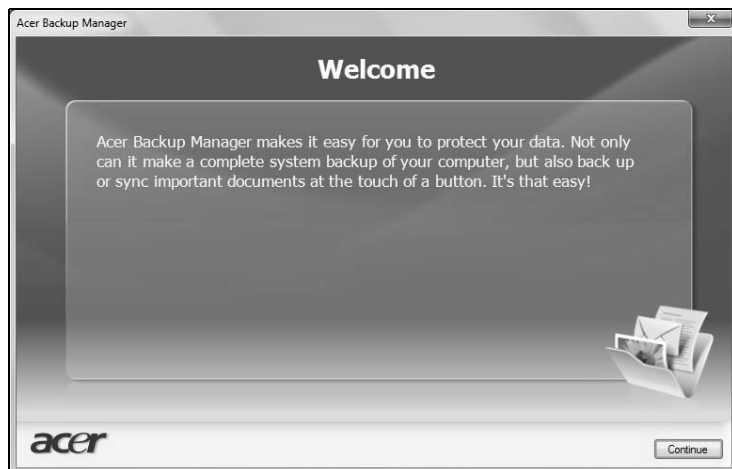 Acer Backup Manager
X
Welcome
Acer Backup Manager makes it easy for you to protect your data. Not only
can it make a complete system backup of your computer, but also back up
or sync important documents at the touch of a button. It's that easy!
acer
Continue